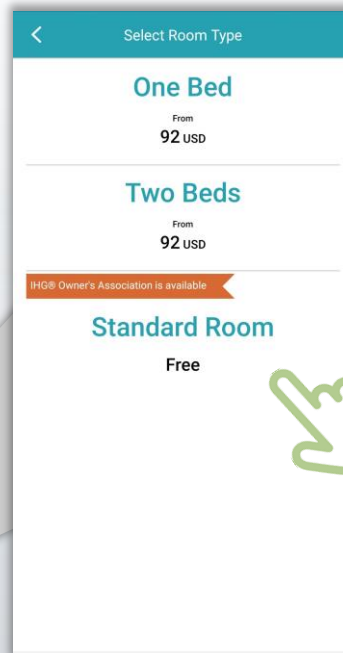 Select Room Type
One Bed
From
92 USD
Two Beds
From
92 USD
IHG® Owner's Association is available
Standard Room
Free